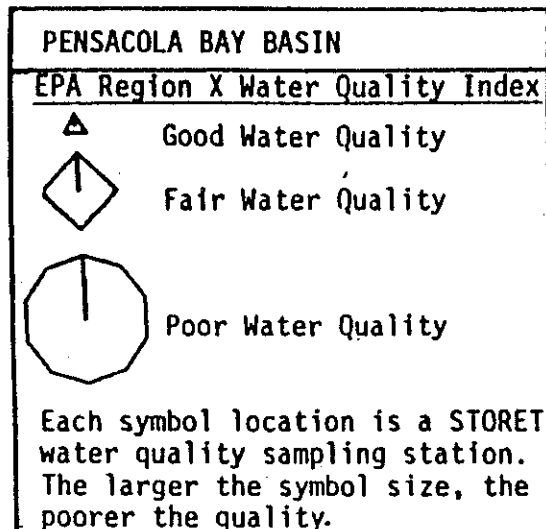 PENSACOLA BAY BASIN
EPA Region X Water Quality Index
Good Water Quality
Fair Water Quality
Poor Water Quality
Each symbol location is a STORET
water quality sampling station.
The larger the symbol size, the
poorer the quality.